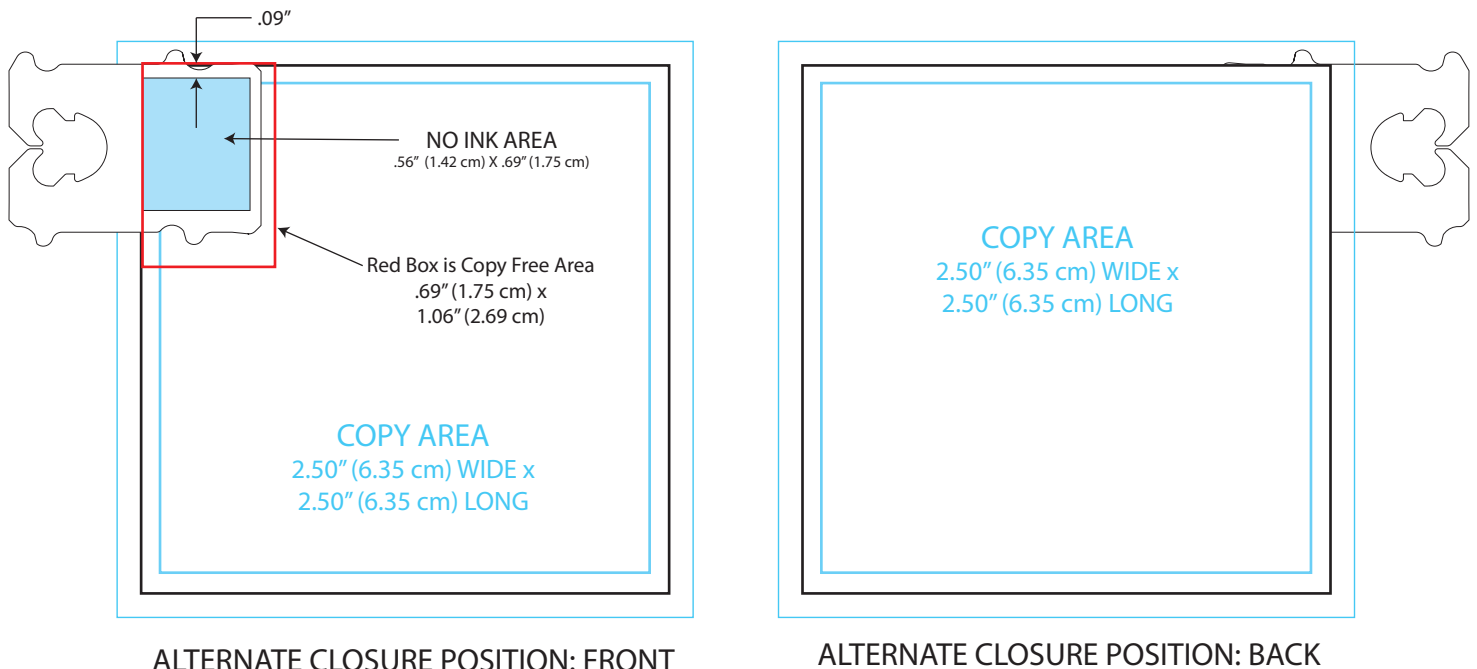 .09”
NO INK AREA
.56” (1.42 cm) X .69” (1.75 cm)
Red Box is Copy Free Area
.69” (1.75 cm) x
1.06” (2.69 cm)
COPY AREA
2.50” (6.35 cm) WIDE x
2.50” (6.35 cm) LONG
ALTERNATE CLOSURE POSITION: FRONT
COPY AREA
2.50” (6.35 cm) WIDE x
2.50” (6.35 cm) LONG
ALTERNATE CLOSURE POSITION: BACK